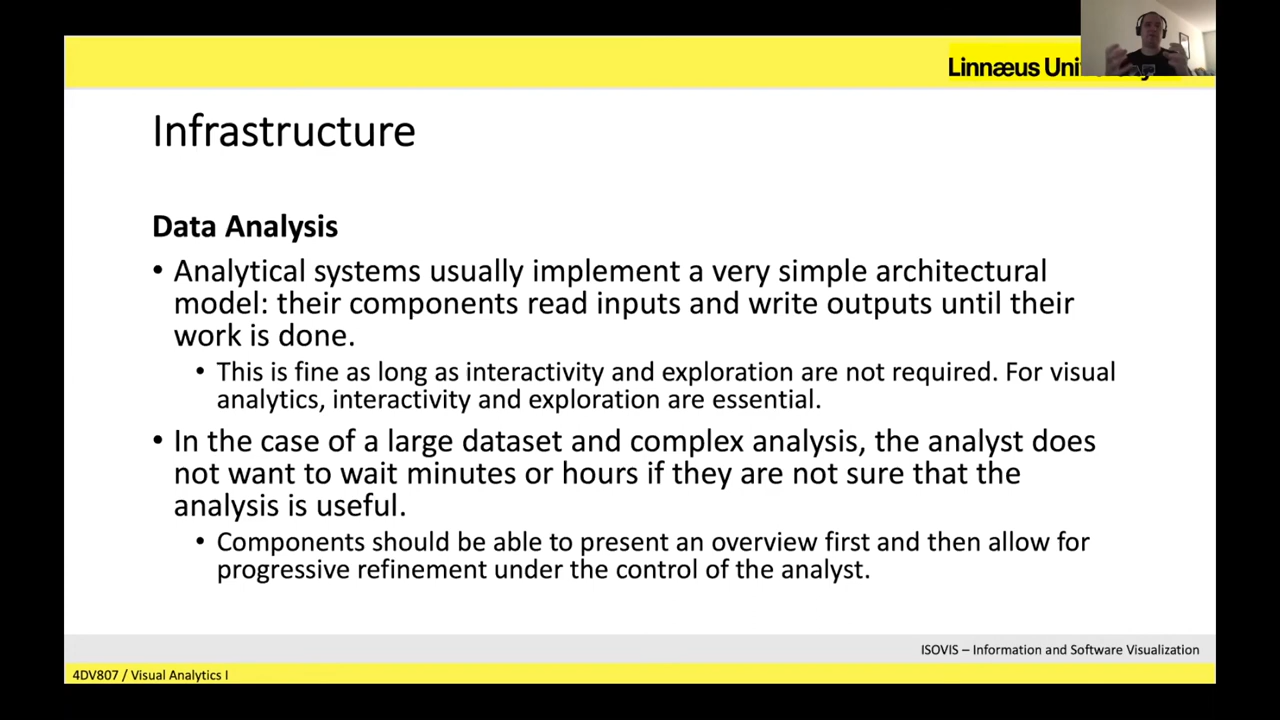 Linnæus Uni
Infrastructure
Data Analysis
• Analytical systems usually implement a very simple architectural
model: their components read inputs and write outputs until their
work is done.
• This is fine as long as interactivity and exploration are not required. For visual
analytics, interactivity and exploration are essential.
• In the case of a large dataset and complex analysis, the analyst does
not want to wait minutes or hours if they are not sure that the
analysis is useful.
• Components should be able to present an overview first and then allow for
progressive refinement under the control of the analyst.
ISOVIS – Information and Software Visualization
4DV807 / Visual Analytics I